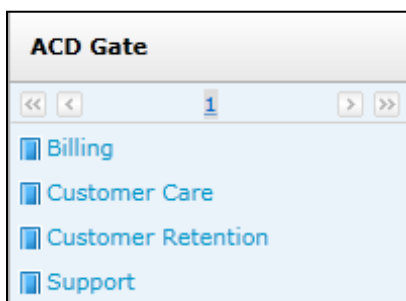 ACD Gate
1
Billing
Customer Care
Customer Retention
Support